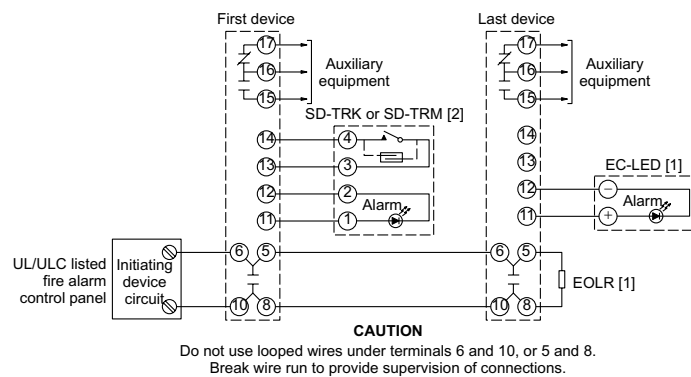 First device
Last device
17
16
15
Auxiliary
equipment
17
16
15
Auxiliary
equipment
SD-TRK or SD-TRM [2]
14
13
12
11
4
3
2
1
Alarm
14
13
12
11
EC-LED [1]
−
+
Alarm
UL/ULC listed
fire alarm
control panel
Initiating
device
circuit
6
5
10
8
6
5
10
8
EOLR [1]
CAUTION
Do not use looped wires under terminals 6 and 10, or 5 and 8.
Break wire run to provide supervision of connections.